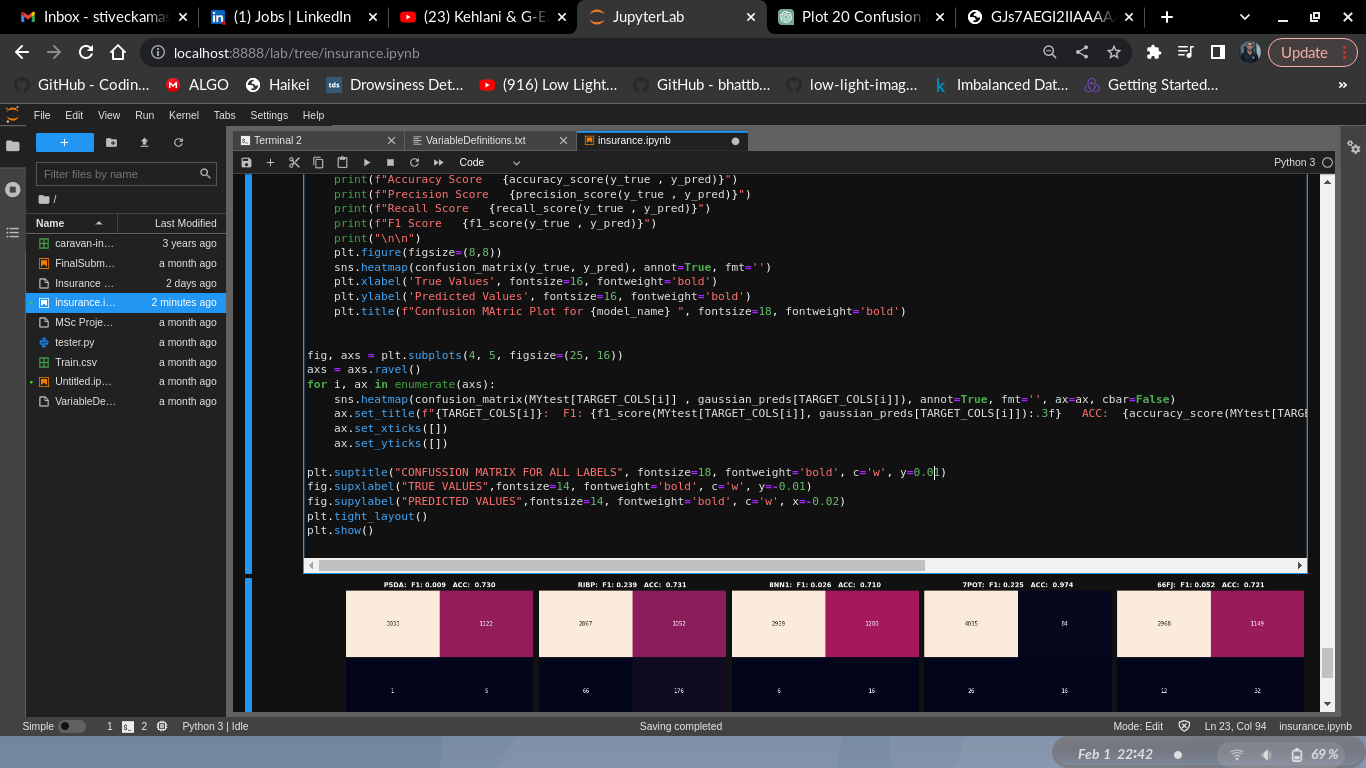 Inbox - stiveckamas
(1) Jobs | LinkedIn
(23) Kehlani & G-E
JupyterLab
Plot 20 Confusion
GJs7AEGI2IIAAAA
localhost:8888/lab/tree/insurance.ipynb
Update
GitHub - Codin...
ALGO
Haikei
tds Drowsiness Det...
(916) Low Light...
GitHub - bhattb...
low-light-imag...
k Imbalanced Dat...
Getting Started...
»
File Edit View Run Kernel Tabs Settings Help
Terminal 2
VariableDefinitions.txt
insurance.ipynb
Code
Python 3
Filter files by name
/
Name Last Modified
caravan-in... 3 years ago
FinalSubm... a month ago
Insurance ... 2 days ago
insurance.i... 2 minutes ago
MSc Proje... a month ago
tester.py a month ago
Train.csv a month ago
Untitled.ip... a month ago
VariableDe... a month ago
print(f"Accuracy Score   {accuracy_score(y_true , y_pred)}")
print(f"Precision Score   {precision_score(y_true , y_pred)}")
print(f"Recall Score   {recall_score(y_true , y_pred)}")
print(f"F1 Score   {f1_score(y_true , y_pred)}")
print("\n\n")
plt.figure(figsize=(8,8))
sns.heatmap(confusion_matrix(y_true, y_pred), annot=True, fmt='')
plt.xlabel('True Values', fontsize=16, fontweight='bold')
plt.ylabel('Predicted Values', fontsize=16, fontweight='bold')
plt.title(f"Confusion MAtric Plot for {model_name} ", fontsize=18, fontweight='bold')
fig, axs = plt.subplots(4, 5, figsize=(25, 16))
axs = axs.ravel()
for i, ax in enumerate(axs):
sns.heatmap(confusion_matrix(MYtest[TARGET_COLS[i]] , gaussian_preds[TARGET_COLS[i]]), annot=True, fmt='', ax=ax, cbar=False)
ax.set_title(f"{TARGET_COLS[i]}:  F1: {f1_score(MYtest[TARGET_COLS[i]], gaussian_preds[TARGET_COLS[i]]):.3f}   ACC:  {accuracy_score(MYtest[TARGE
ax.set_xticks([])
ax.set_yticks([])
plt.suptitle("CONFUSSION MATRIX FOR ALL LABELS", fontsize=18, fontweight='bold', c='w', y=0.01)
fig.supxlabel("TRUE VALUES",fontsize=14, fontweight='bold', c='w', y=-0.01)
fig.supylabel("PREDICTED VALUES",fontsize=14, fontweight='bold', c='w', x=-0.02)
plt.tight_layout()
plt.show()
P5DA:  F1: 0.009   ACC:  0.730
RIBP:  F1: 0.239   ACC:  0.731
8NN1:  F1: 0.026   ACC:  0.710
7POT:  F1: 0.225   ACC:  0.974
66FJ:  F1: 0.052   ACC:  0.721
3033 1122 2867 1052 2939 1200 4035 84 2968 1149
1 5 66 176 6 16 26 16 12 32
Simple 1 2 Python 3 | Idle
Saving completed
Mode: Edit
Ln 23, Col 94
insurance.ipynb
Feb 1 22:42
69 %